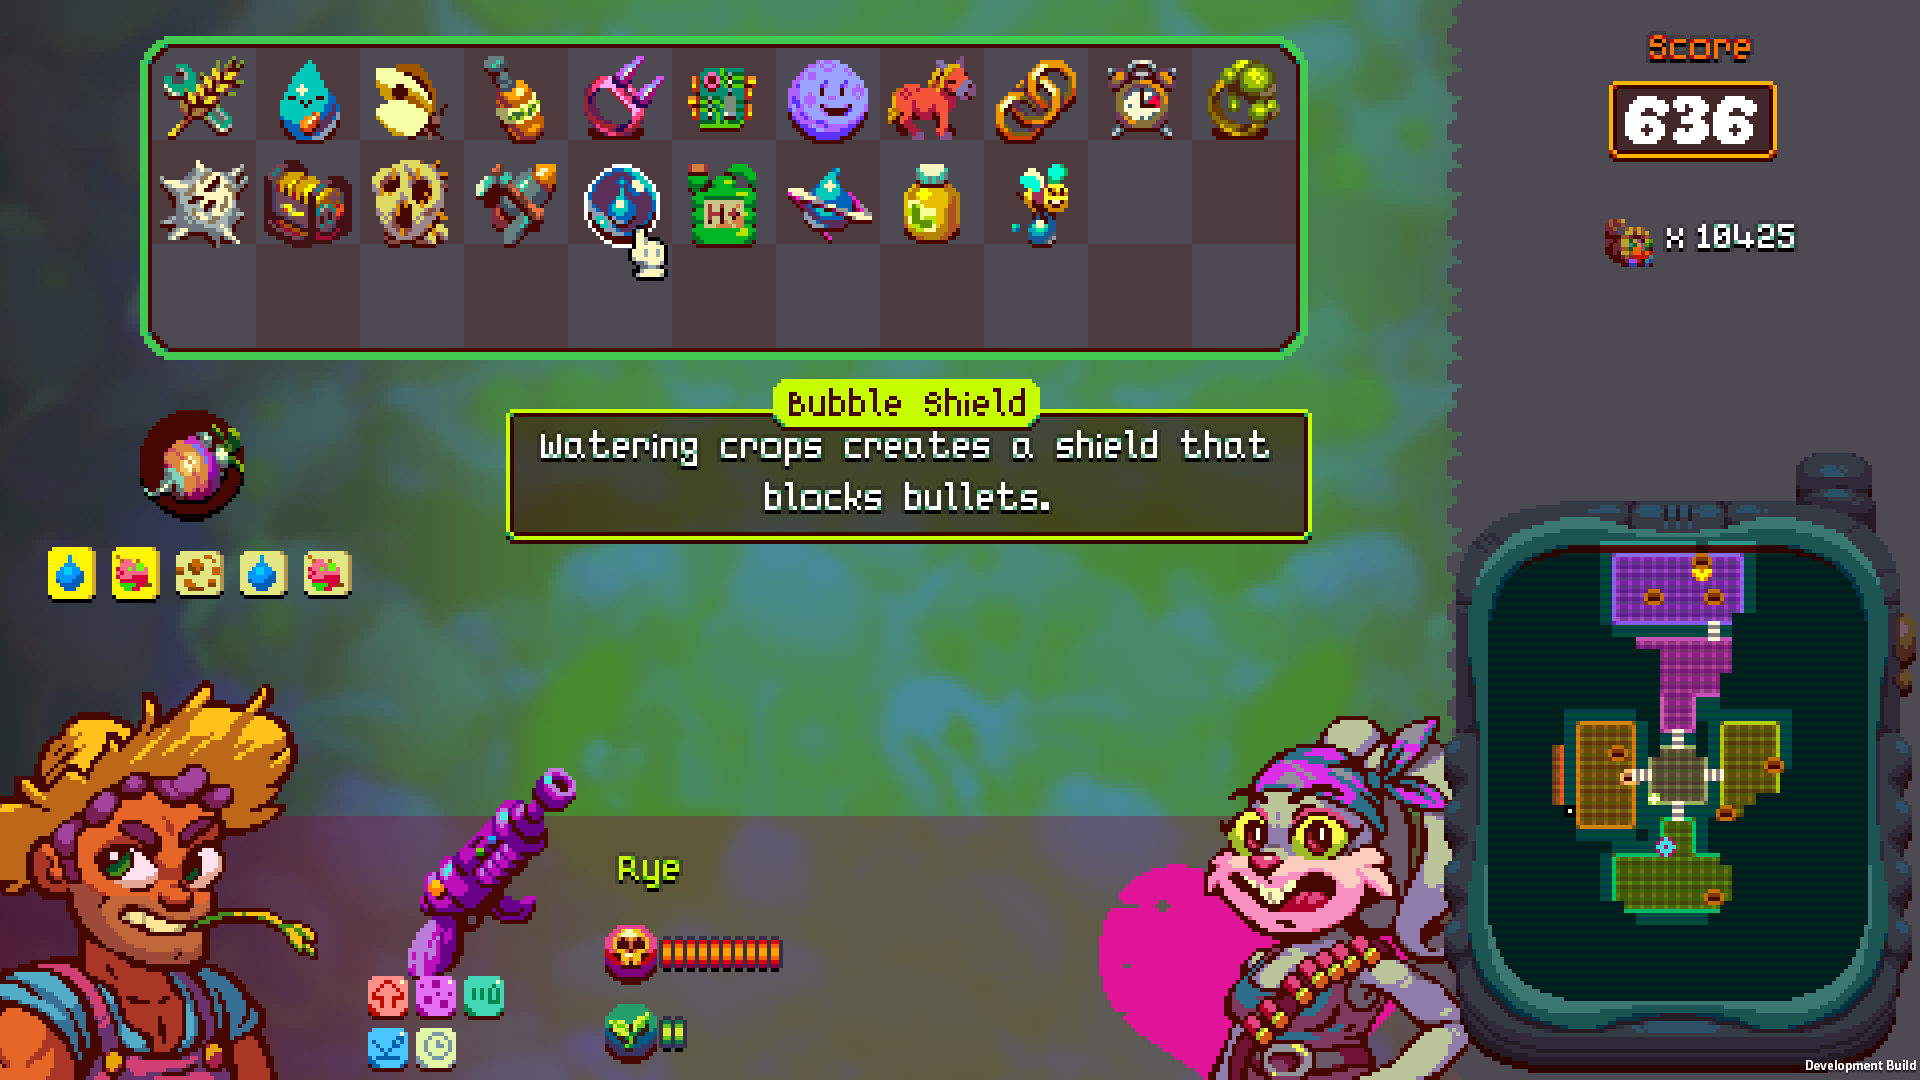 Score
636
x 10425
H+
L
Bubble Shield
Watering crops creates a shield that
blocks bullets.
Rye
Development Build